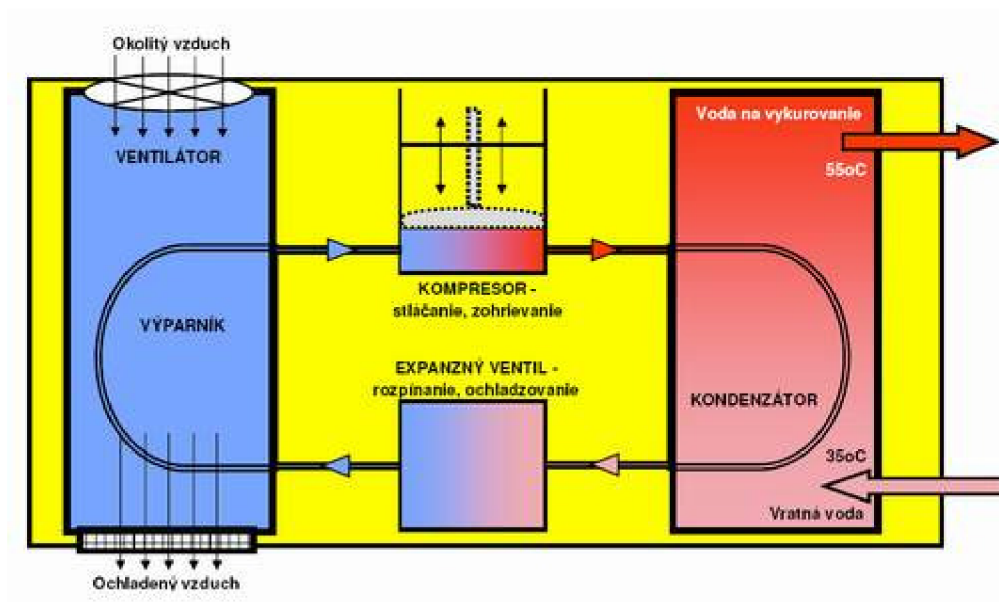 Okolitý vzduch
VENTILÁTOR
Voda na vykurovanie
55oC
KOMPRESOR -
stláčanie, zohrievanie
VÝPARNÍK
EXPANZNÝ VENTIL -
rozpínanie, ochladzovanie
KONDENZÁTOR
35oC
Vratná voda
Ochladený vzduch